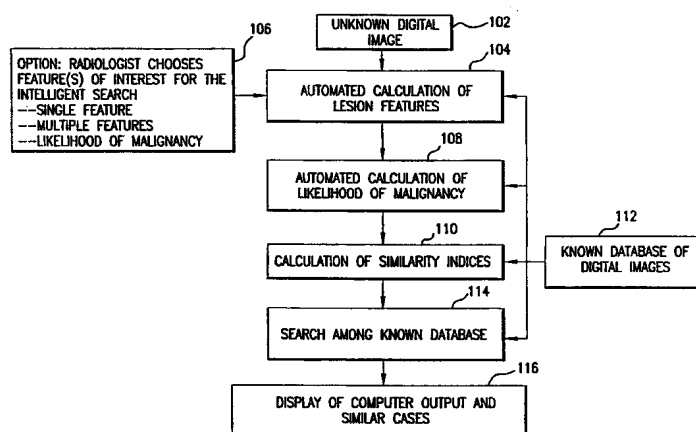 UNKNOWN DIGITAL
IMAGE
102
104
106
OPTION: RADIOLOGIST CHOOSES
FEATURE(S) OF INTEREST FOR THE
INTELLIGENT SEARCH
--SINGLE FEATURE
--MULTIPLE FEATURES
--LIKELIHOOD OF MALIGNANCY
AUTOMATED CALCULATION OF
LESION FEATURES
108
AUTOMATED CALCULATION OF
LIKELIHOOD OF MALIGNANCY
110
CALCULATION OF SIMILARITY INDICES
112
KNOWN DATABASE OF
DIGITAL IMAGES
114
SEARCH AMONG KNOWN DATABASE
116
DISPLAY OF COMPUTER OUTPUT AND
SIMILAR CASES